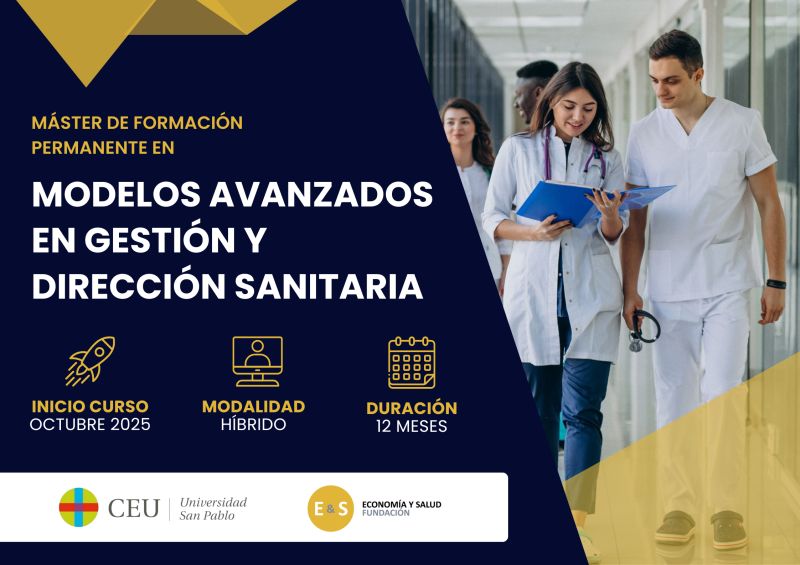 MÁSTER DE FORMACIÓN
PERMANENTE EN
MODELOS AVANZADOS
EN GESTIÓN Y
DIRECCIÓN SANITARIA
INICIO CURSO
OCTUBRE 2025
MODALIDAD
HÍBRIDO
DURACIÓN
12 MESES
CEU
Universidad
San Pablo
E&S
ECONOMÍA Y SALUD
FUNDACIÓN